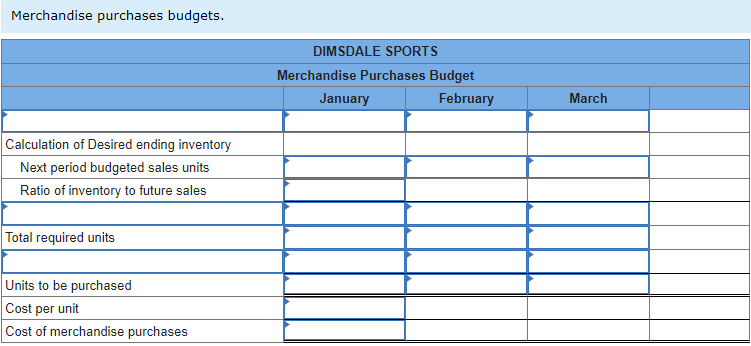 Merchandise purchases budgets.
DIMSDALE SPORTS
Merchandise Purchases Budget
January February March
Calculation of Desired ending inventory
Next period budgeted sales units
Ratio of inventory to future sales
Total required units
Units to be purchased
Cost per unit
Cost of merchandise purchases